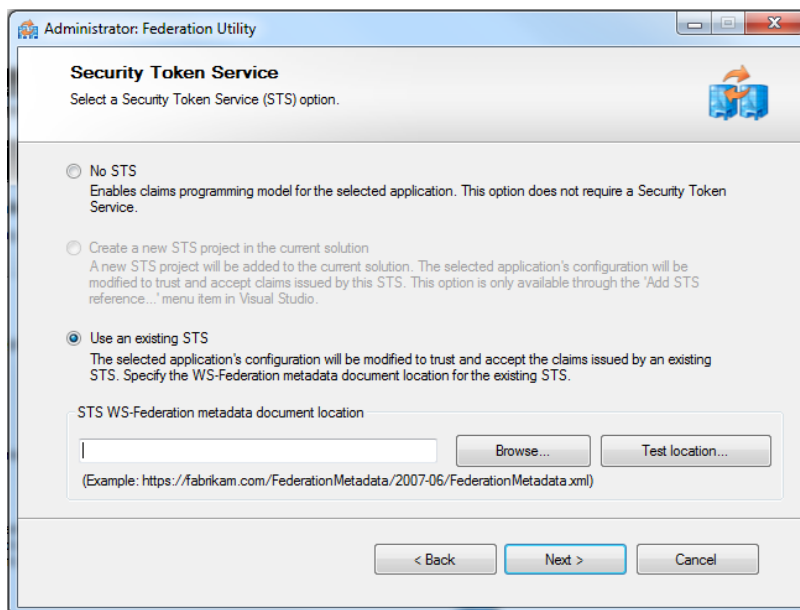 Administrator: Federation Utility
Security Token Service
Select a Security Token Service (STS) option.
No STS
Enables claims programming model for the selected application. This option does not require a Security Token
Service.
Create a new STS project in the current solution
A new STS project will be added to the current solution. The selected application's configuration will be
modified to trust and accept claims issued by this STS. This option is only available through the 'Add STS
reference...' menu item in Visual Studio.
Use an existing STS
The selected application's configuration will be modified to trust and accept the claims issued by an existing
STS. Specify the WS-Federation metadata document location for the existing STS.
STS WS-Federation metadata document location
Browse... Test location...
(Example: https://fabrikam.com/FederationMetadata/2007-06/FederationMetadata.xml)
< Back Next > Cancel